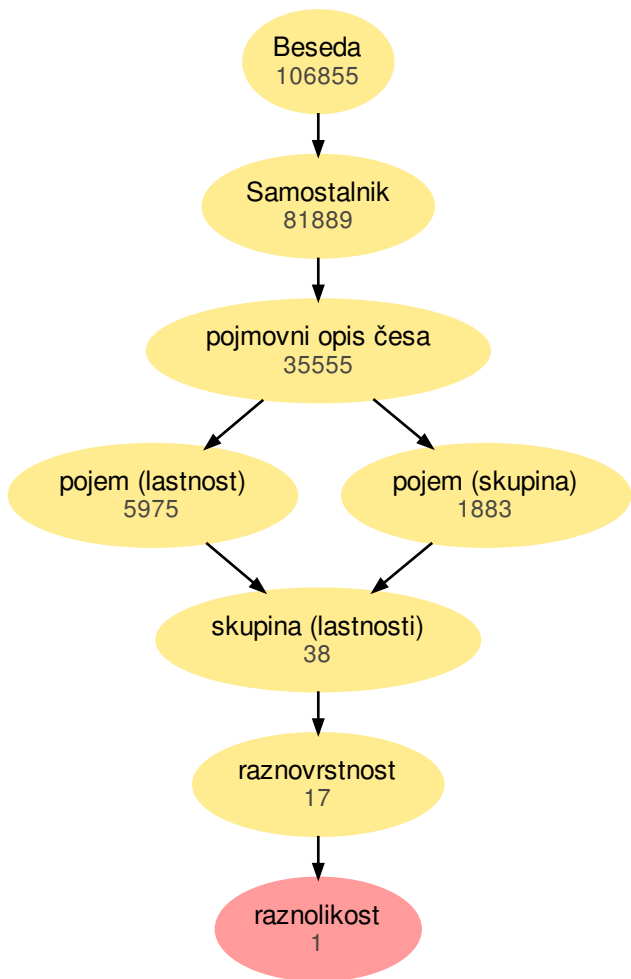 Beseda
106855
Samostalnik
81889
pojmovni opis česa
35555
pojem (lastnost)
5975
pojem (skupina)
1883
skupina (lastnosti)
38
raznovrstnost
17
raznolikost
1